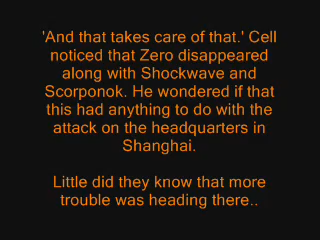 'And that takes care of that.' Cell
noticed that Zero disappeared
along with Shockwave and
Scorponok. He wondered if that
this had anything to do with the
attack on the headquarters in
Shanghai.
Little did they know that more
trouble was heading there..